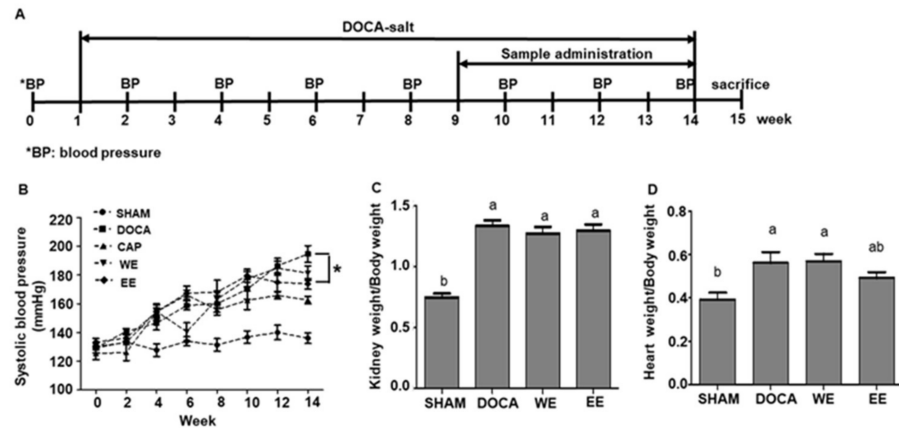 A
DOCA-salt
Sample administration
*BP BP BP BP BP BP BP BP sacrifice
0 1 2 3 4 5 6 7 8 9 10 11 12 13 14 15 week
*BP: blood pressure
B
SHAM
DOCA
CAP
WE
EE
220
200
180
160
140
120
100
Systolic blood pressure
(mmHg)
*
0 2 4 6 8 10 12 14
Week
C
Kidney weight/Body weight
1.5
1.0
0.5
0.0
b a a a
SHAM DOCA WE EE
D
Heart weight/Body weight
0.8
0.6
0.4
0.2
0.0
b a a ab
SHAM DOCA WE EE